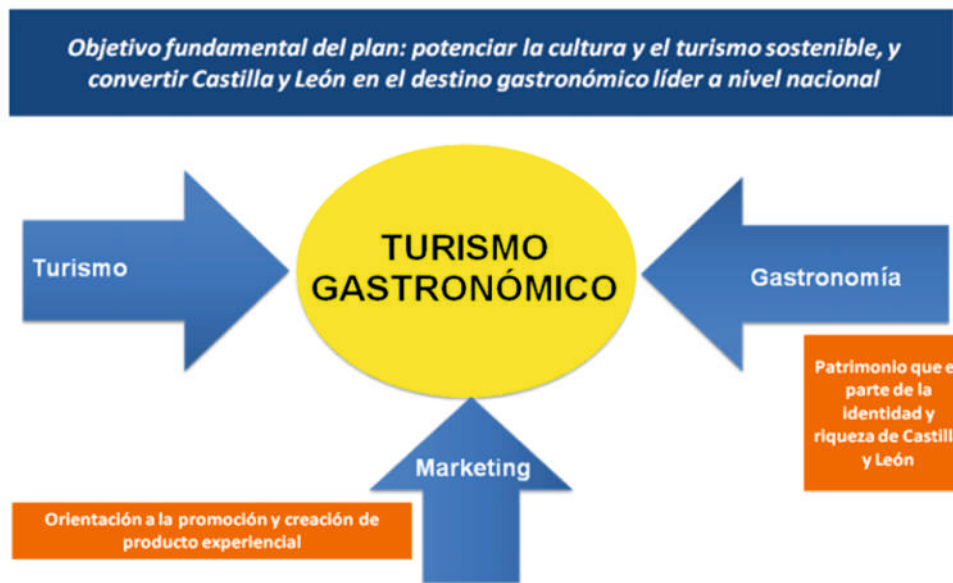 Objetivo fundamental del plan: potenciar la cultura y el turismo sostenible, y
convertir Castilla y León en el destino gastronómico líder a nivel nacional
TURISMO
GASTRONÓMICO
Turismo
Gastronomía
Patrimonio que e
parte de la
identidad y
riqueza de Castill
y León
Marketing
Orientación a la promoción y creación de
producto experiencial